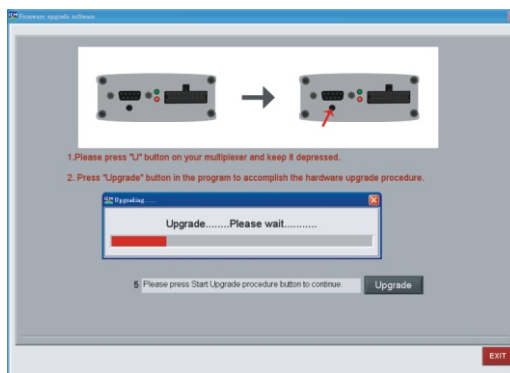 Firmware upgrade software
1.Please press "U" button on your multiplexer and keep it depressed.
2. Press "Upgrade" button in the program to accomplish the hardware upgrade procedure.
Upgrading......
Upgrade........Please wait...........
5 Please press Start Upgrade procedure button to continue. Upgrade
EXIT